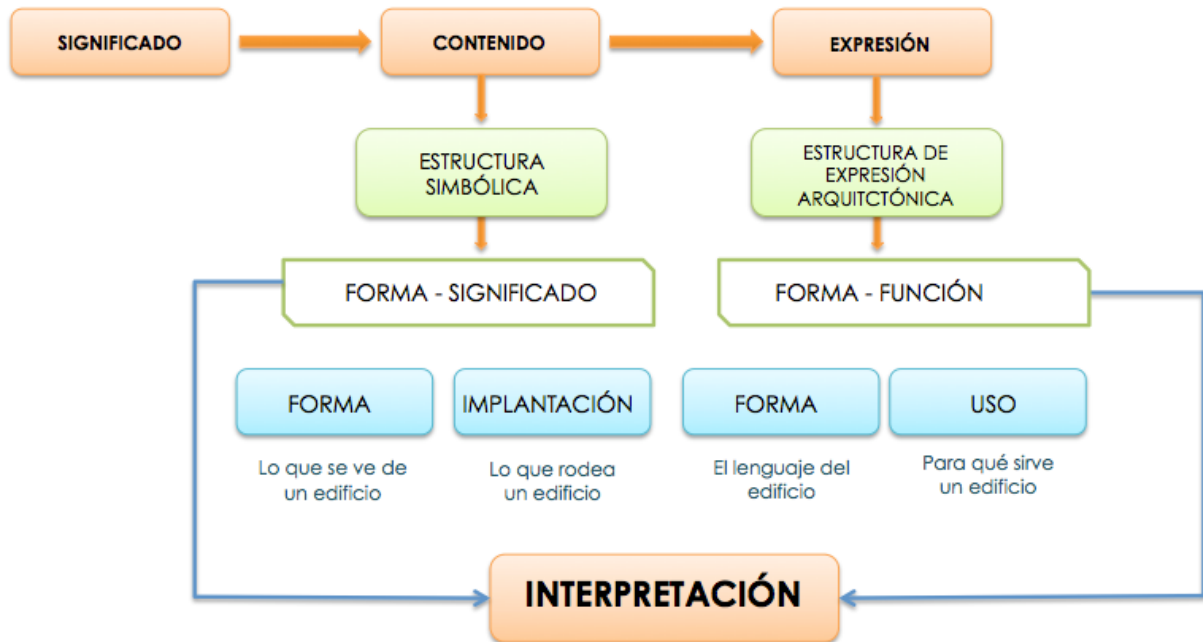 SIGNIFICADO
CONTENIDO
EXPRESIÓN
ESTRUCTURA
SIMBÓLICA
ESTRUCTURA DE
EXPRESIÓN
ARQUITCTÓNICA
FORMA - SIGNIFICADO
FORMA - FUNCIÓN
FORMA
IMPLANTACIÓN
FORMA
USO
Lo que se ve de
un edificio
Lo que rodea
un edificio
El lenguaje del
edificio
Para qué sirve
un edificio
INTERPRETACIÓN